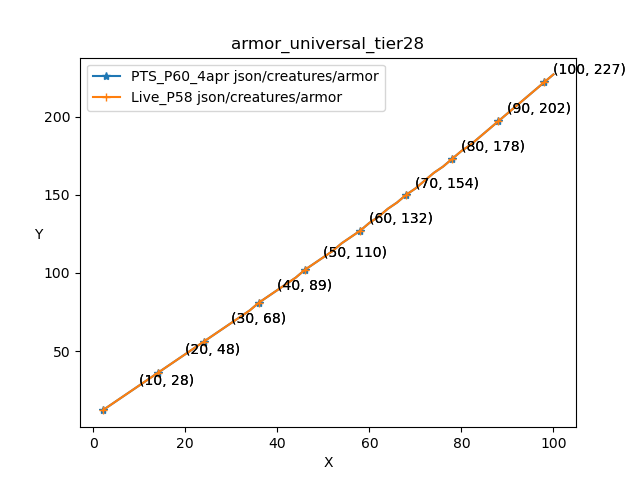 armor_universal_tier28
PTS_P60_4apr json/creatures/armor
Live_P58 json/creatures/armor
(100, 227)
(90, 202)
(80, 178)
(70, 154)
(60, 132)
(50, 110)
(40, 89)
(30, 68)
(20, 48)
(10, 28)
200
150
100
50
Y
0 20 40 60 80 100
X